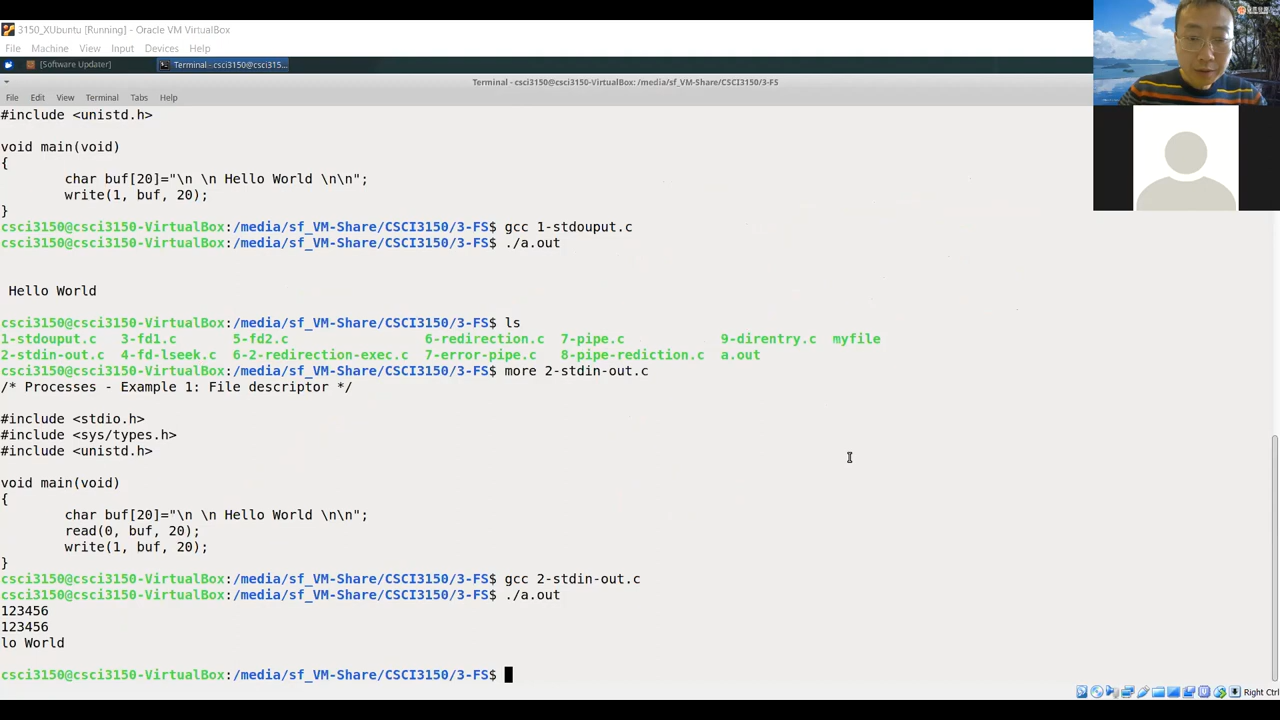 3150_XUbuntu [Running] - Oracle VM VirtualBox
File Machine View Input Devices Help
[Software Updater] Terminal - csci3150@csci315...
Terminal - csci3150@csci3150-VirtualBox: /media/sf_VM-Share/CSCI3150/3-FS
File Edit View Terminal Tabs Help
#include <unistd.h>
void main(void)
{
char buf[20]="\n \n Hello World \n\n";
write(1, buf, 20);
}
csci3150@csci3150-VirtualBox:/media/sf_VM-Share/CSCI3150/3-FS$ gcc 1-stdouput.c
csci3150@csci3150-VirtualBox:/media/sf_VM-Share/CSCI3150/3-FS$ ./a.out
Hello World
csci3150@csci3150-VirtualBox:/media/sf_VM-Share/CSCI3150/3-FS$ ls
1-stdouput.c 3-fd1.c 5-fd2.c 6-redirection.c 7-pipe.c 9-direntry.c myfile
2-stdin-out.c 4-fd-lseek.c 6-2-redirection-exec.c 7-error-pipe.c 8-pipe-rediction.c a.out
csci3150@csci3150-VirtualBox:/media/sf_VM-Share/CSCI3150/3-FS$ more 2-stdin-out.c
/* Processes - Example 1: File descriptor */
#include <stdio.h>
#include <sys/types.h>
#include <unistd.h>
void main(void)
{
char buf[20]="\n \n Hello World \n\n";
read(0, buf, 20);
write(1, buf, 20);
}
csci3150@csci3150-VirtualBox:/media/sf_VM-Share/CSCI3150/3-FS$ gcc 2-stdin-out.c
csci3150@csci3150-VirtualBox:/media/sf_VM-Share/CSCI3150/3-FS$ ./a.out
123456
123456
lo World
csci3150@csci3150-VirtualBox:/media/sf_VM-Share/CSCI3150/3-FS$
Right Ctrl